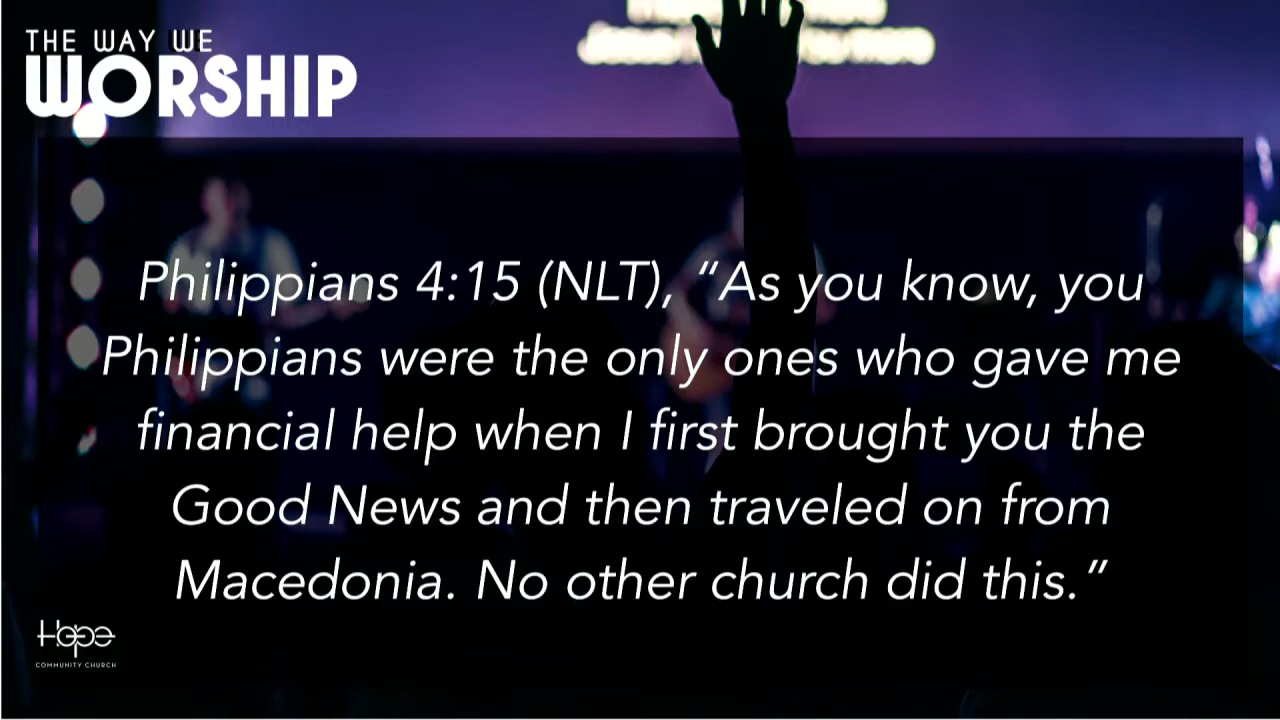 Jesus
more
THE WAY WE
WORSHIP
Philippians 4:15 (NLT), “As you know, you
Philippians were the only ones who gave me
financial help when I first brought you the
Good News and then traveled on from
Macedonia. No other church did this.”
Hope
COMMUNITY CHURCH